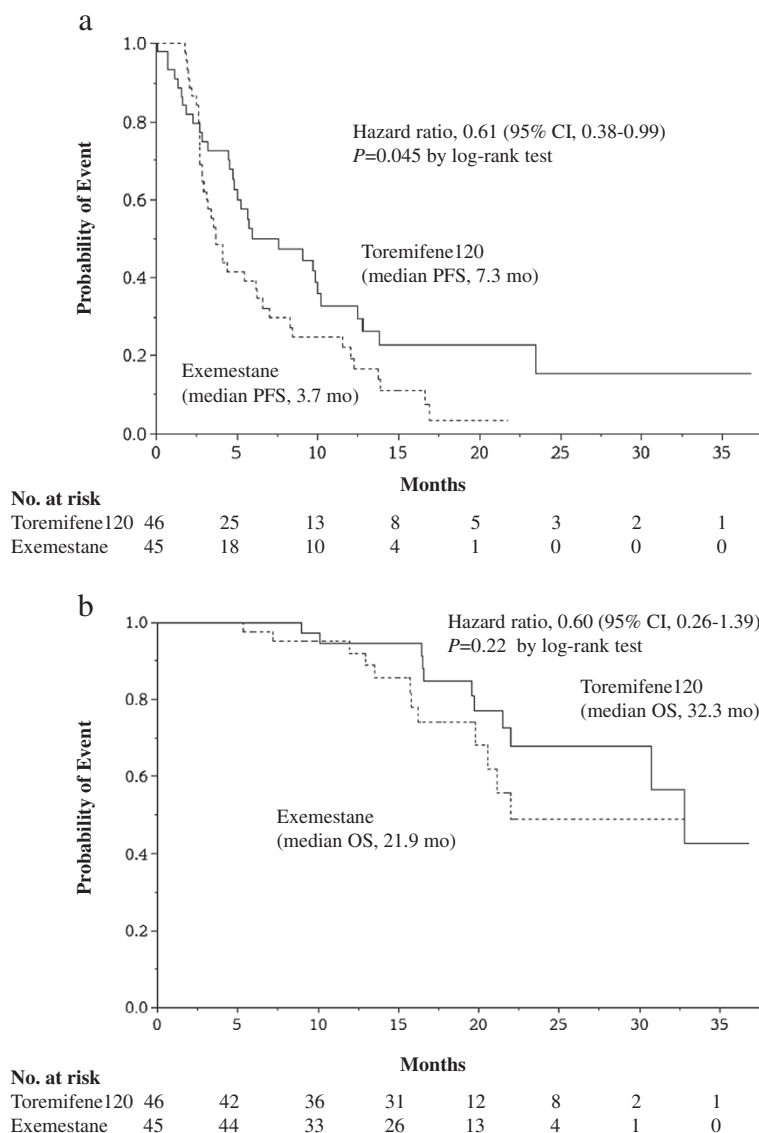 a
1.0
0.8
0.6
0.4
0.2
0.0
Probability of Event
Hazard ratio, 0.61 (95% CI, 0.38-0.99)
P=0.045 by log-rank test
Toremifene120
(median PFS, 7.3 mo)
Exemestane
(median PFS, 3.7 mo)
0 5 10 15 20 25 30 35
Months
No. at risk
Toremifene120 46 25 13 8 5 3 2 1
Exemestane 45 18 10 4 1 0 0 0
b
1.0
0.8
0.6
0.4
0.2
0.0
Probability of Event
Hazard ratio, 0.60 (95% CI, 0.26-1.39)
P=0.22 by log-rank test
Toremifene120
(median OS, 32.3 mo)
Exemestane
(median OS, 21.9 mo)
0 5 10 15 20 25 30 35
Months
No. at risk
Toremifene120 46 42 36 31 12 8 2 1
Exemestane 45 44 33 26 13 4 1 0